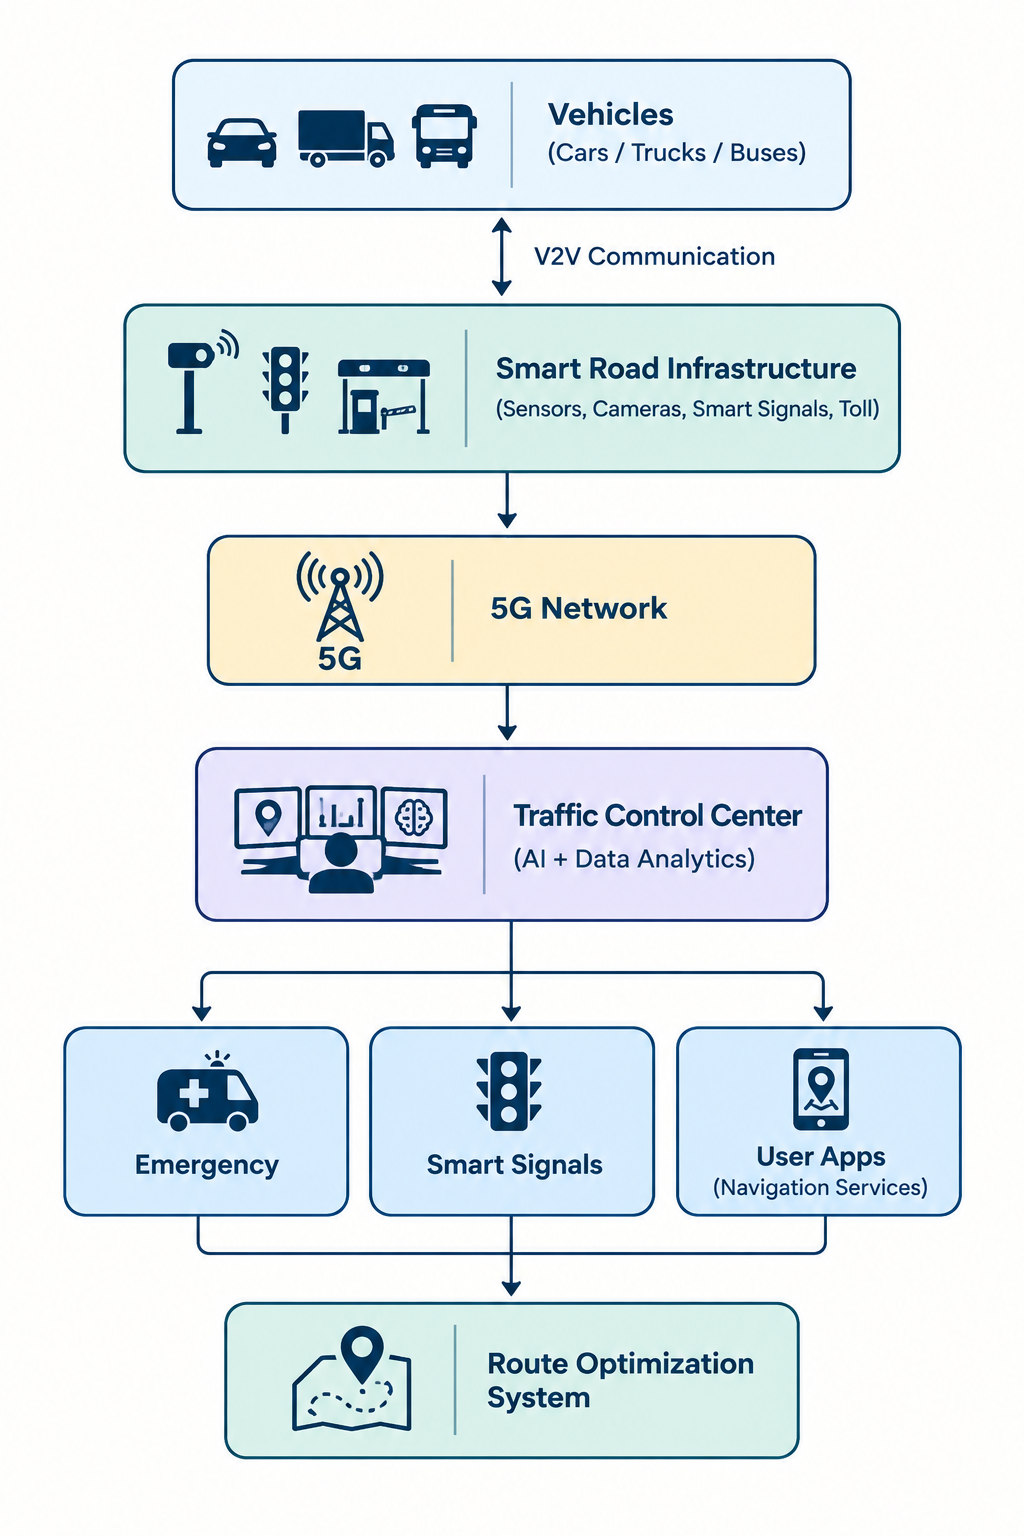 Vehicles
(Cars / Trucks / Buses)
V2V Communication
Smart Road Infrastructure
(Sensors, Cameras, Smart Signals, Toll)
5G
5G Network
Traffic Control Center
(AI + Data Analytics)
Emergency
Smart Signals
User Apps
(Navigation Services)
Route Optimization
System